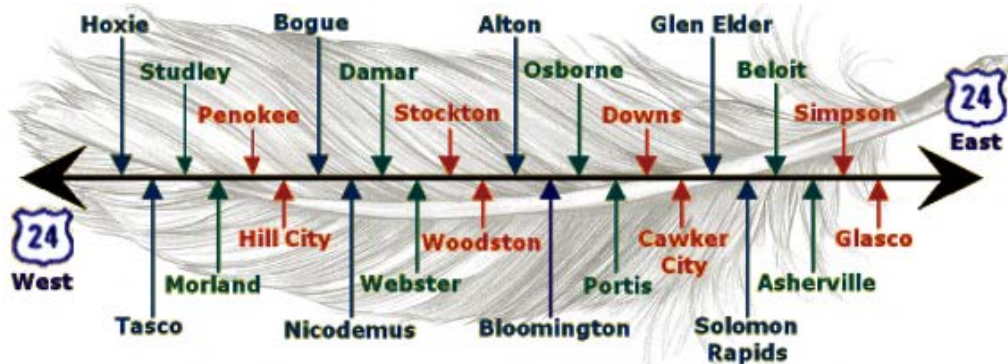 Hoxie
Bogue
Alton
Glen Elder
Studley
Damar
Osborne
Beloit
Penokee
Stockton
Downs
Simpson
24
East
24
West
Hill City
Woodston
Cawker
City
Glasco
Morland
Webster
Portis
Asherville
Tasco
Nicodemus
Bloomington
Solomon
Rapids